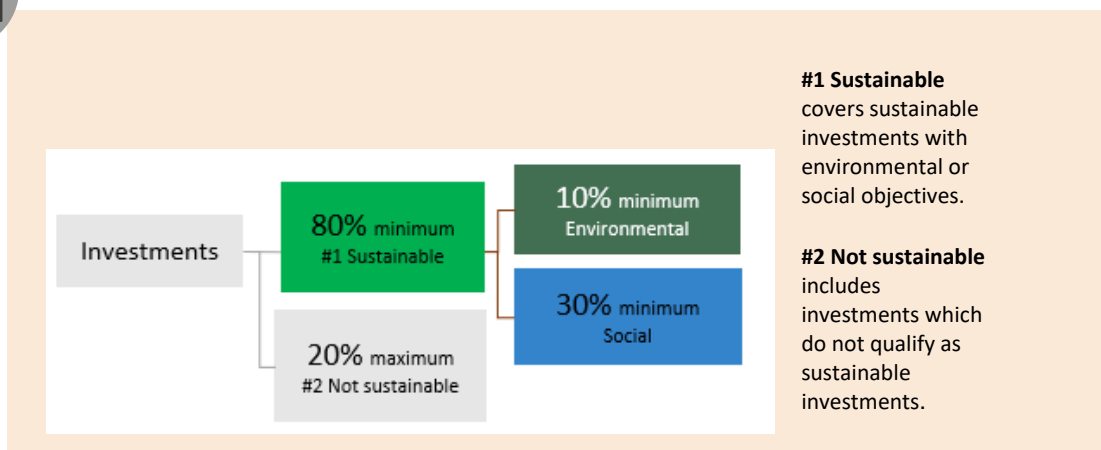 Investments
80% minimum
#1 Sustainable
20% maximum
#2 Not sustainable
10% minimum
Environmental
30% minimum
Social
#1 Sustainable
covers sustainable
investments with
environmental or
social objectives.
#2 Not sustainable
includes
investments which
do not qualify as
sustainable
investments.